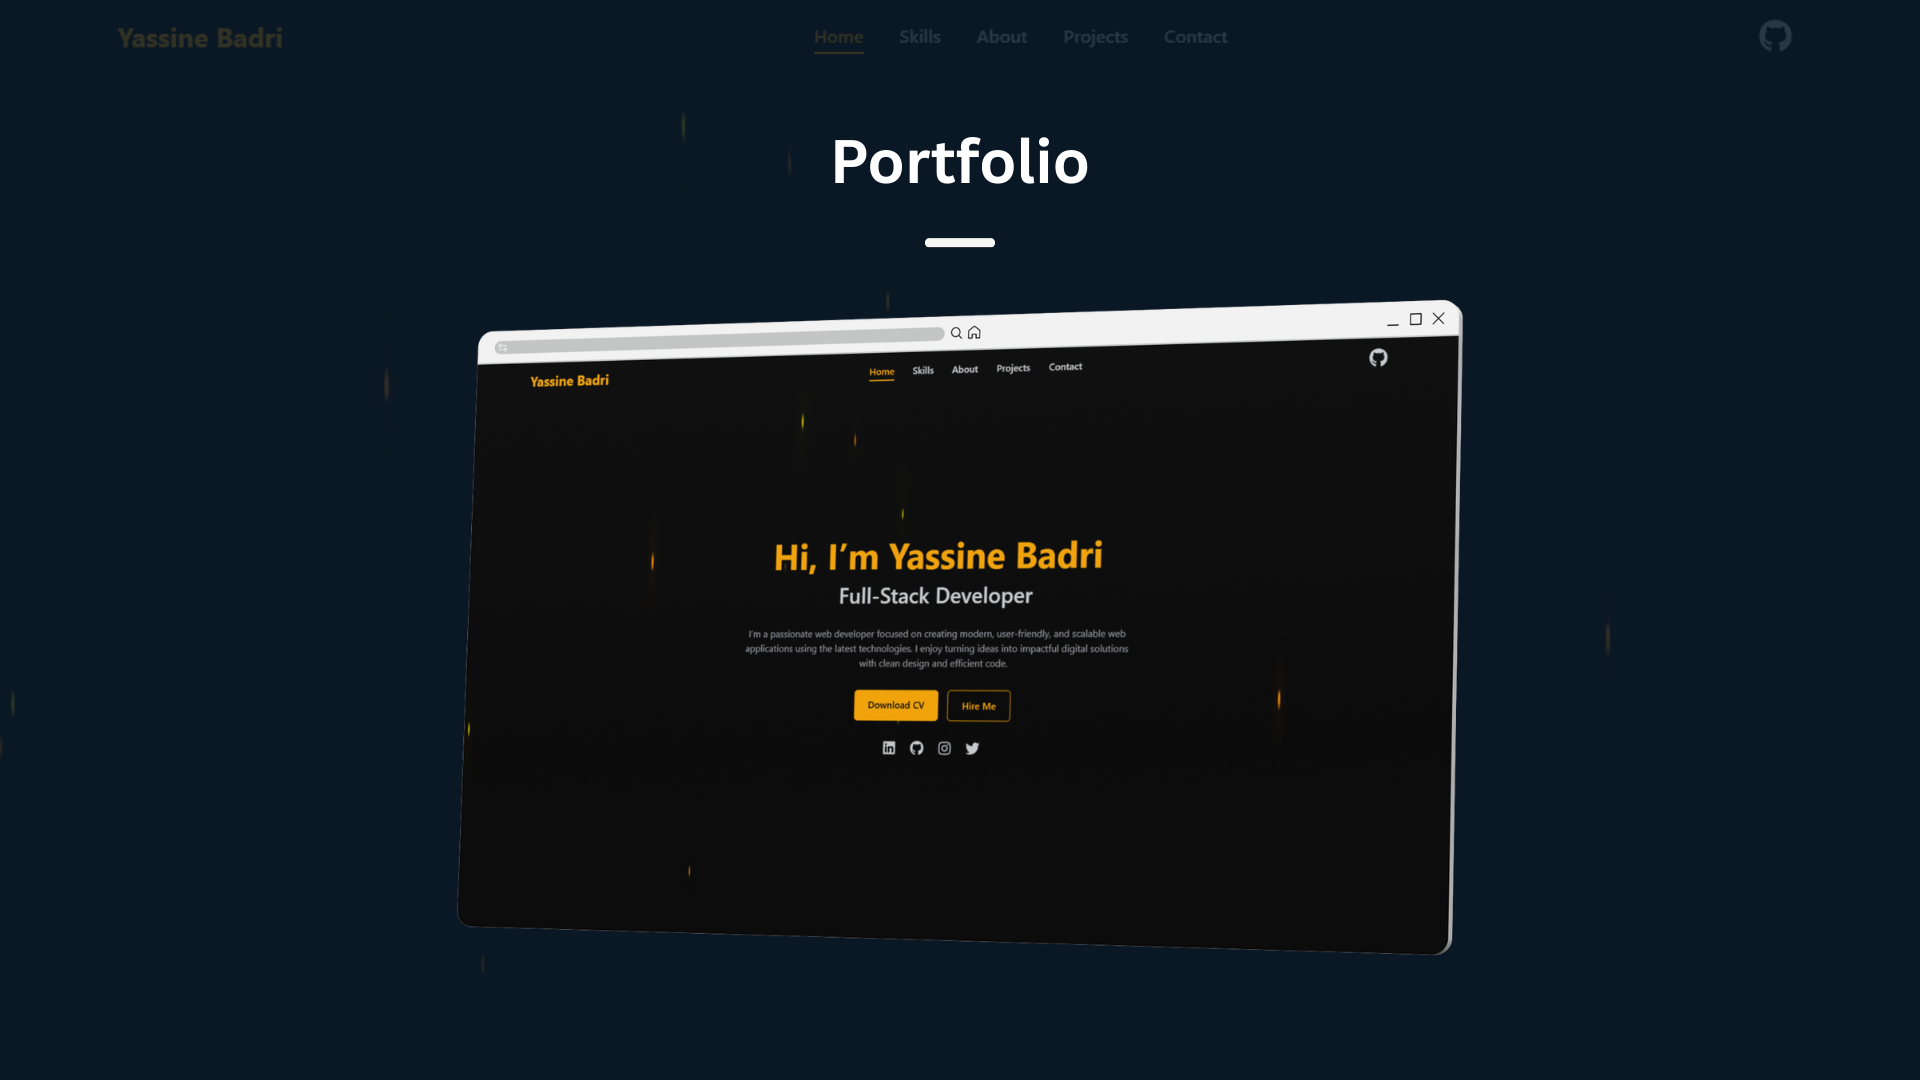 Yassine Badri
Home Skills About Projects Contact
Portfolio
Yassine Badri
Home Skills About Projects Contact
Hi, I’m Yassine Badri
Full-Stack Developer
I'm a passionate web developer focused on creating modern, user-friendly, and scalable web
applications using the latest technologies. I enjoy turning ideas into impactful digital solutions
with clean design and efficient code.
Download CV Hire Me